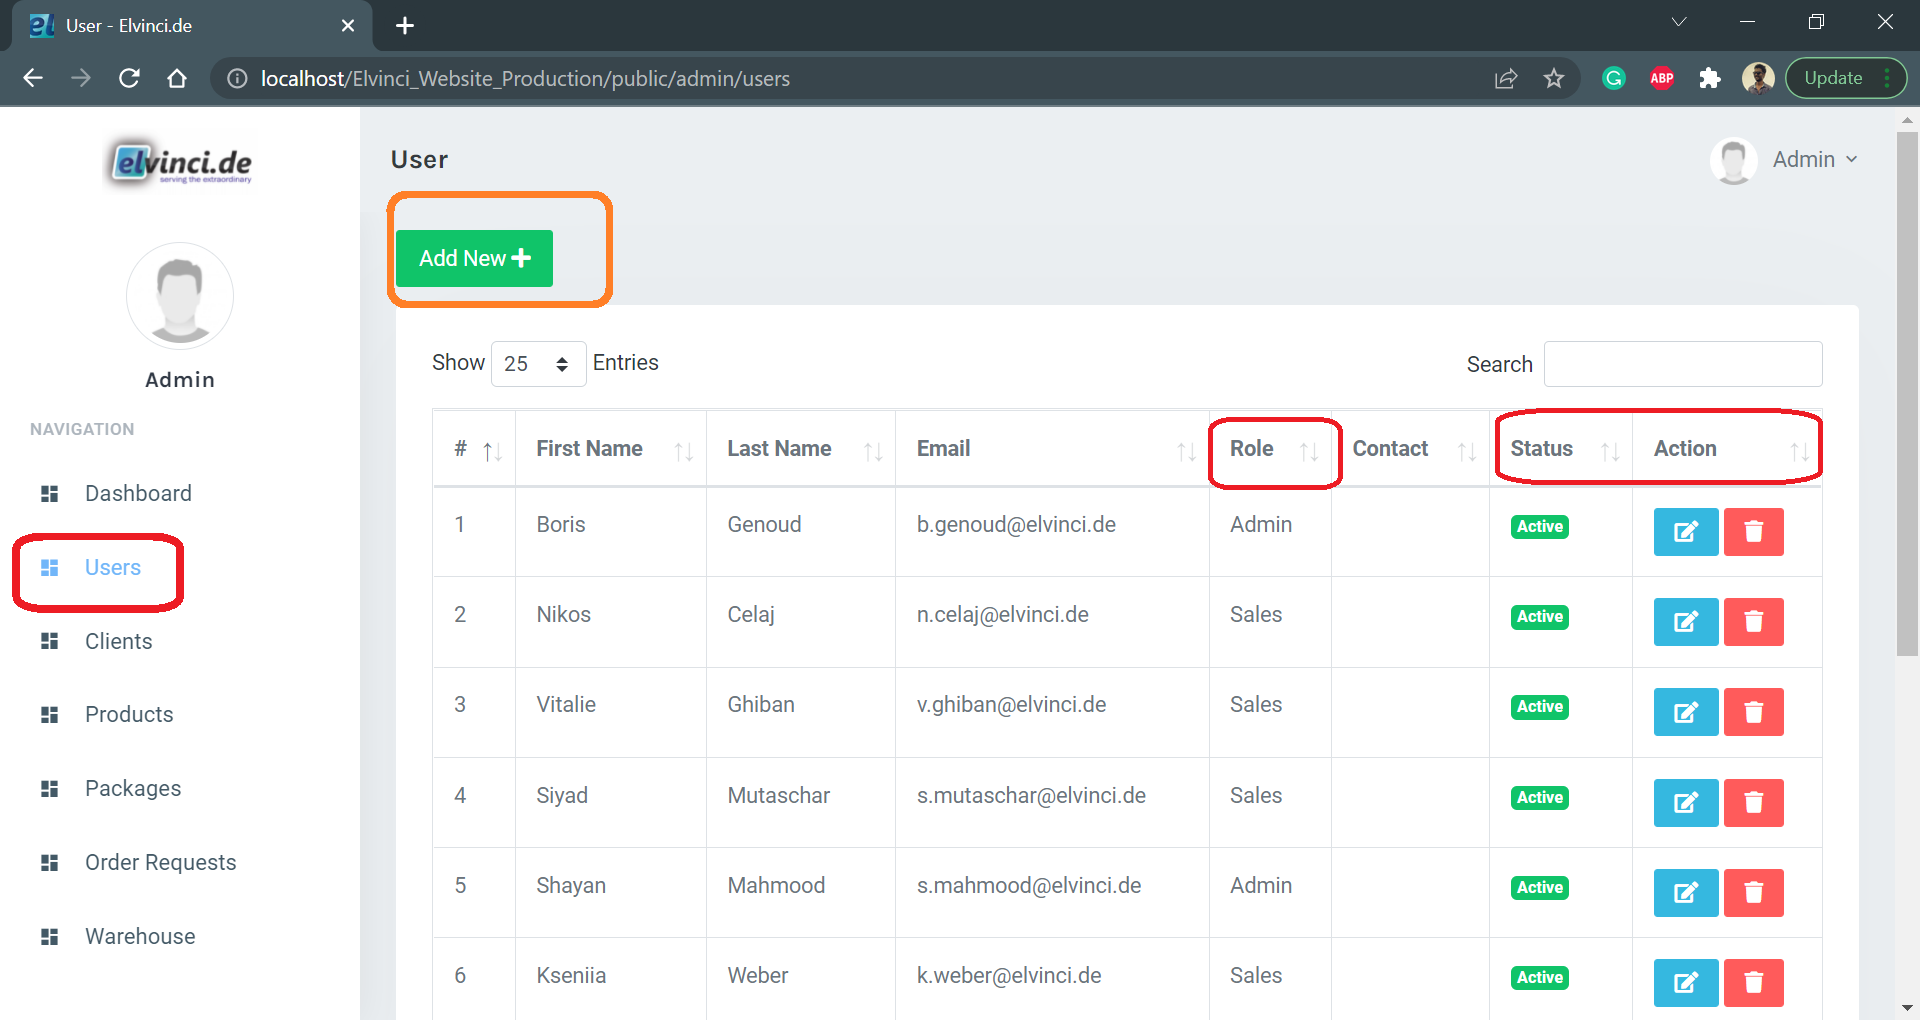 User - Elvinci.de
localhost/Elvinci_Website_Production/public/admin/users
ABP
Update
elvinci.de
serving the extraordinary
Admin
NAVIGATION
Dashboard
Users
Clients
Products
Packages
Order Requests
Warehouse
User
Admin
Add New
Show 25 Entries
Search
# First Name Last Name Email Role Contact Status Action
1 Boris Genoud b.genoud@elvinci.de Admin Active
2 Nikos Celaj n.celaj@elvinci.de Sales Active
3 Vitalie Ghiban v.ghiban@elvinci.de Sales Active
4 Siyad Mutaschar s.mutaschar@elvinci.de Sales Active
5 Shayan Mahmood s.mahmood@elvinci.de Admin Active
6 Kseniia Weber k.weber@elvinci.de Sales Active